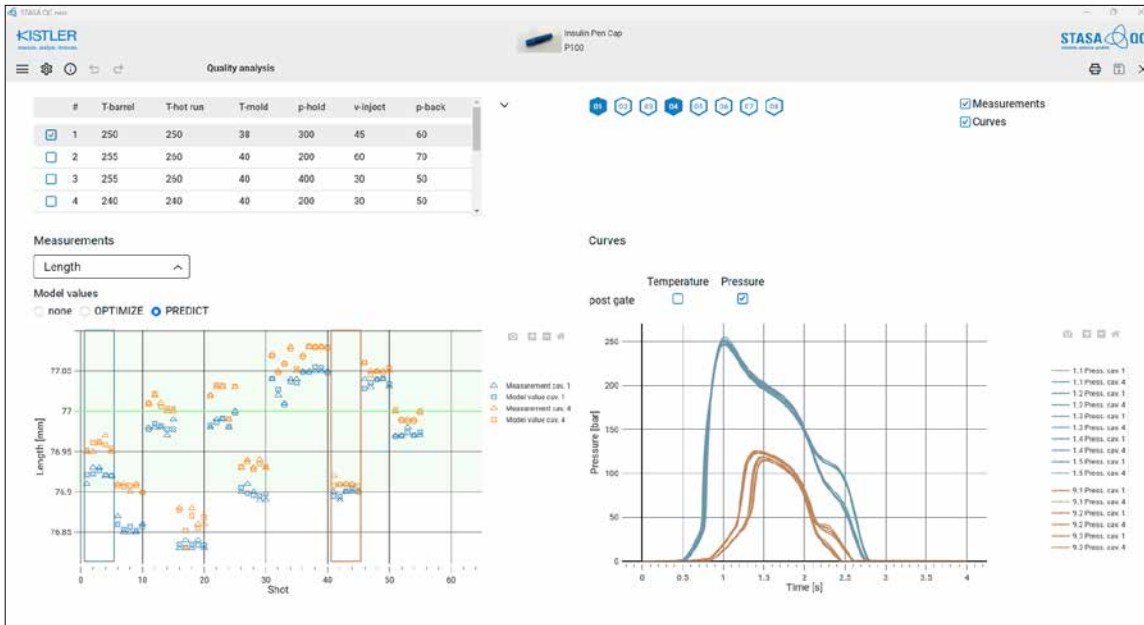 STASA QC
KISTLER
measure. analyze. innovate.
Insulin Pen Cap
P100
STASA QC
Quality analysis
# T-barrel T-hot run T-mold p-hold v-inject p-back
1 250 250 38 300 45 60
2 255 260 40 200 60 70
3 255 260 40 400 30 50
4 240 240 40 200 30 50
01 02 03 04 05 06 07 08
Measurements
Curves
Measurements
Length
Model values
none OPTIMIZE PREDICT
Curves
Temperature Pressure
post gate
Length [mm]
77.05
77
76.95
76.9
76.85
0 10 20 30 40 50 60
Shot
Measurement cav. 1
Model value cav. 1
Measurement cav. 4
Model value cav. 4
Pressure [bar]
250
200
150
100
50
0
0 0.5 1 1.5 2 2.5 3 3.5 4
Time [s]
1.1 Press. cav. 1
1.1 Press. cav. 4
1.2 Press. cav. 1
1.2 Press. cav. 4
1.3 Press. cav. 1
1.3 Press. cav. 4
1.4 Press. cav. 1
1.4 Press. cav. 4
1.5 Press. cav. 1
1.5 Press. cav. 4
9.1 Press. cav. 1
9.1 Press. cav. 4
9.2 Press. cav. 1
9.2 Press. cav. 4
9.3 Press. cav. 1
9.3 Press. cav. 4